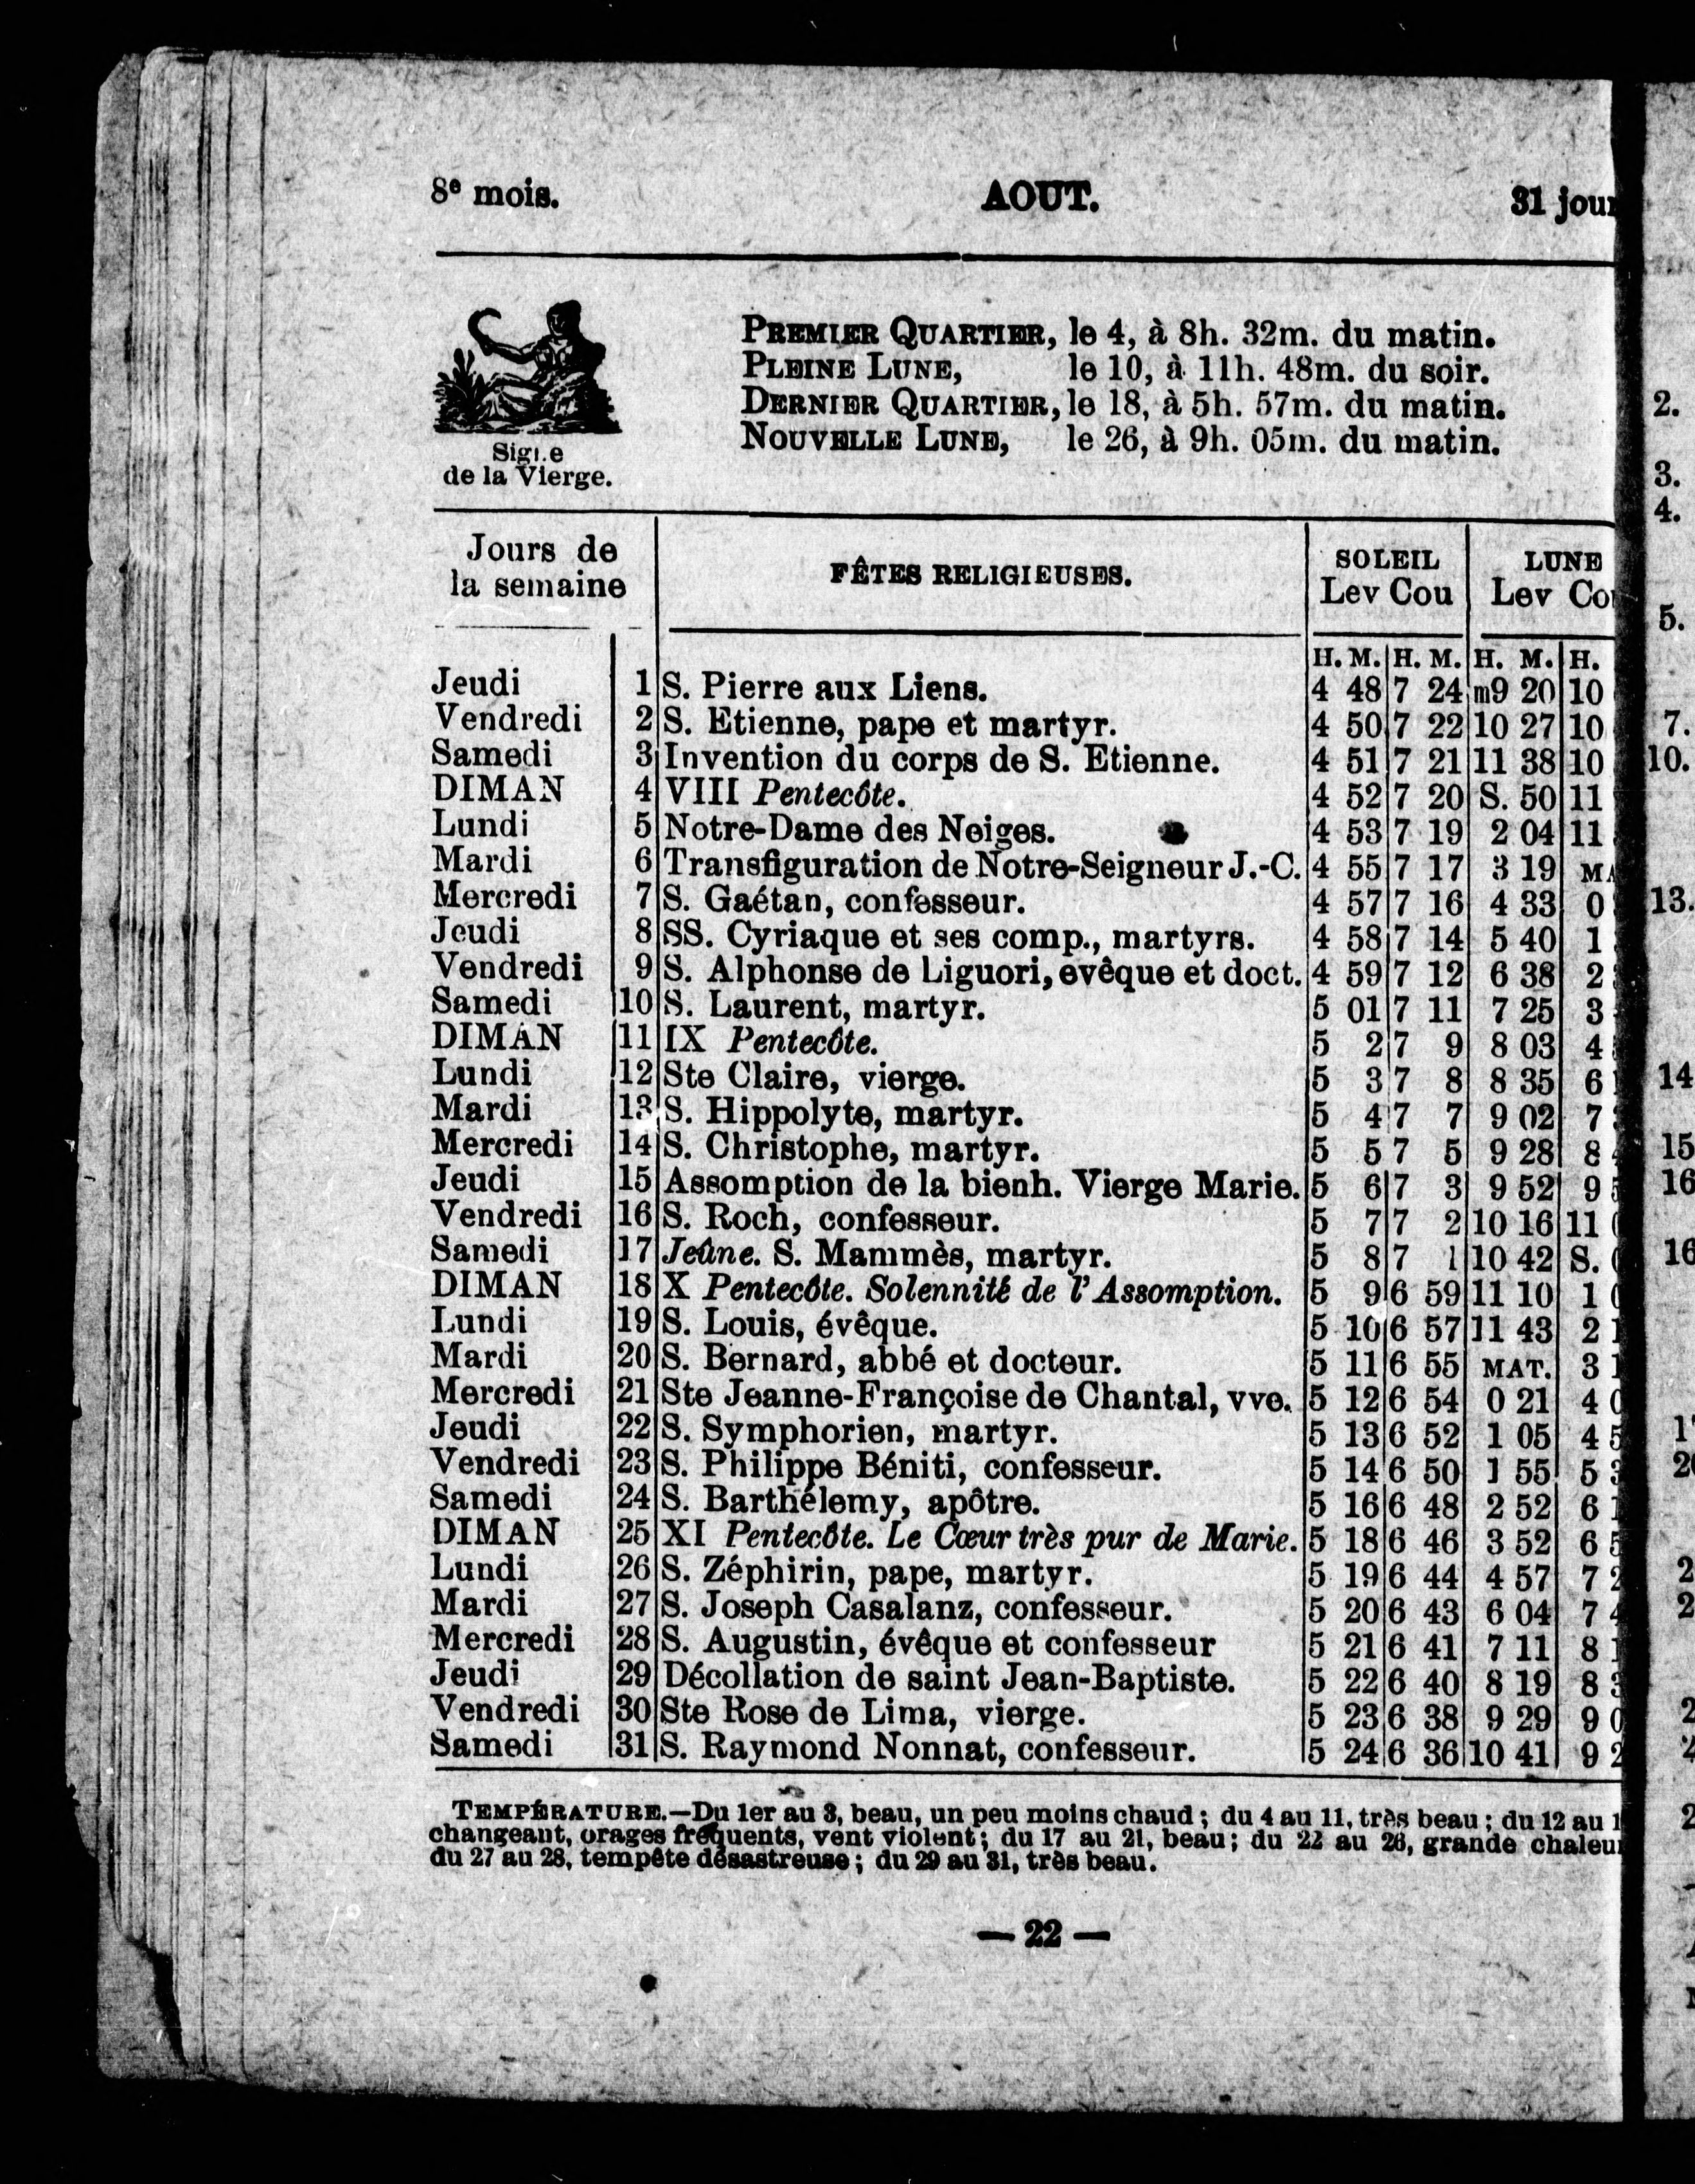 8e mois.
AOUT.
31 jour
PREMIER QUARTIER, le 4, à 8h. 32m. du matin.
PLEINE LUNE, le 10, à 11h. 48m. du soir.
DERNIER QUARTIER, le 18, à 5h. 57m. du matin.
NOUVELLE LUNE, le 26, à 9h. 05m. du matin.
Signe
de la Vierge.
Jours de la semaine
FÊTES RELIGIEUSES.
SOLEIL
Lev Cou
LUNE
Lev Cou
H. M. H. M. H. M. H.
Jeudi 1 S. Pierre aux Liens. 4 48 7 24 m9 20 10
Vendredi 2 S. Etienne, pape et martyr. 4 50 7 22 10 27 10
Samedi 3 Invention du corps de S. Etienne. 4 51 7 21 11 38 10
DIMAN 4 VIII Pentecôte. 4 52 7 20 S. 50 11
Lundi 5 Notre-Dame des Neiges. 4 53 7 19 2 04 11
Mardi 6 Transfiguration de Notre-Seigneur J.-C. 4 55 7 17 3 19 MA
Mercredi 7 S. Gaétan, confesseur. 4 57 7 16 4 33 0
Jeudi 8 SS. Cyriaque et ses comp., martyrs. 4 58 7 14 5 40 1
Vendredi 9 S. Alphonse de Liguori, evêque et doct. 4 59 7 12 6 38 2
Samedi 10 S. Laurent, martyr. 5 01 7 11 7 25 3
DIMAN 11 IX Pentecôte. 5 2 7 9 8 03 4
Lundi 12 Ste Claire, vierge. 5 3 7 8 8 35 6
Mardi 13 S. Hippolyte, martyr. 5 4 7 7 9 02 7
Mercredi 14 S. Christophe, martyr. 5 5 7 5 9 28 8
Jeudi 15 Assomption de la bienh. Vierge Marie. 5 6 7 3 9 52 9
Vendredi 16 S. Roch, confesseur. 5 7 7 2 10 16 11
Samedi 17 Jeûne. S. Mammès, martyr. 5 8 7 1 10 42 S.
DIMAN 18 X Pentecôte. Solennité de l'Assomption. 5 9 6 59 11 10 1
Lundi 19 S. Louis, évêque. 5 10 6 57 11 43 2
Mardi 20 S. Bernard, abbé et docteur. 5 11 6 55 MAT. 3
Mercredi 21 Ste Jeanne-Françoise de Chantal, vve. 5 12 6 54 0 21 4
Jeudi 22 S. Symphorien, martyr. 5 13 6 52 1 05 4
Vendredi 23 S. Philippe Béniti, confesseur. 5 14 6 50 1 55 5
Samedi 24 S. Barthélemy, apôtre. 5 16 6 48 2 52 6
DIMAN 25 XI Pentecôte. Le Cœur très pur de Marie. 5 18 6 46 3 52 6
Lundi 26 S. Zéphirin, pape, martyr. 5 19 6 44 4 57 7
Mardi 27 S. Joseph Casalanz, confesseur. 5 20 6 43 6 04 7
Mercredi 28 S. Augustin, évêque et confesseur 5 21 6 41 7 11 8
Jeudi 29 Décollation de saint Jean-Baptiste. 5 22 6 40 8 19 8
Vendredi 30 Ste Rose de Lima, vierge. 5 23 6 38 9 29 9
Samedi 31 S. Raymond Nonnat, confesseur. 5 24 6 36 10 41 9
TEMPÉRATURE.—Du 1er au 3, beau, un peu moins chaud; du 4 au 11, très beau; du 12 au 1
changeant, orages fréquents, vent violent; du 17 au 21, beau; du 22 au 26, grande chaleur
du 27 au 28, tempête désastreuse; du 29 au 31, très beau.
— 22 —
2.
3.
4.
5.
7.
10.
13.
14
15
16
16